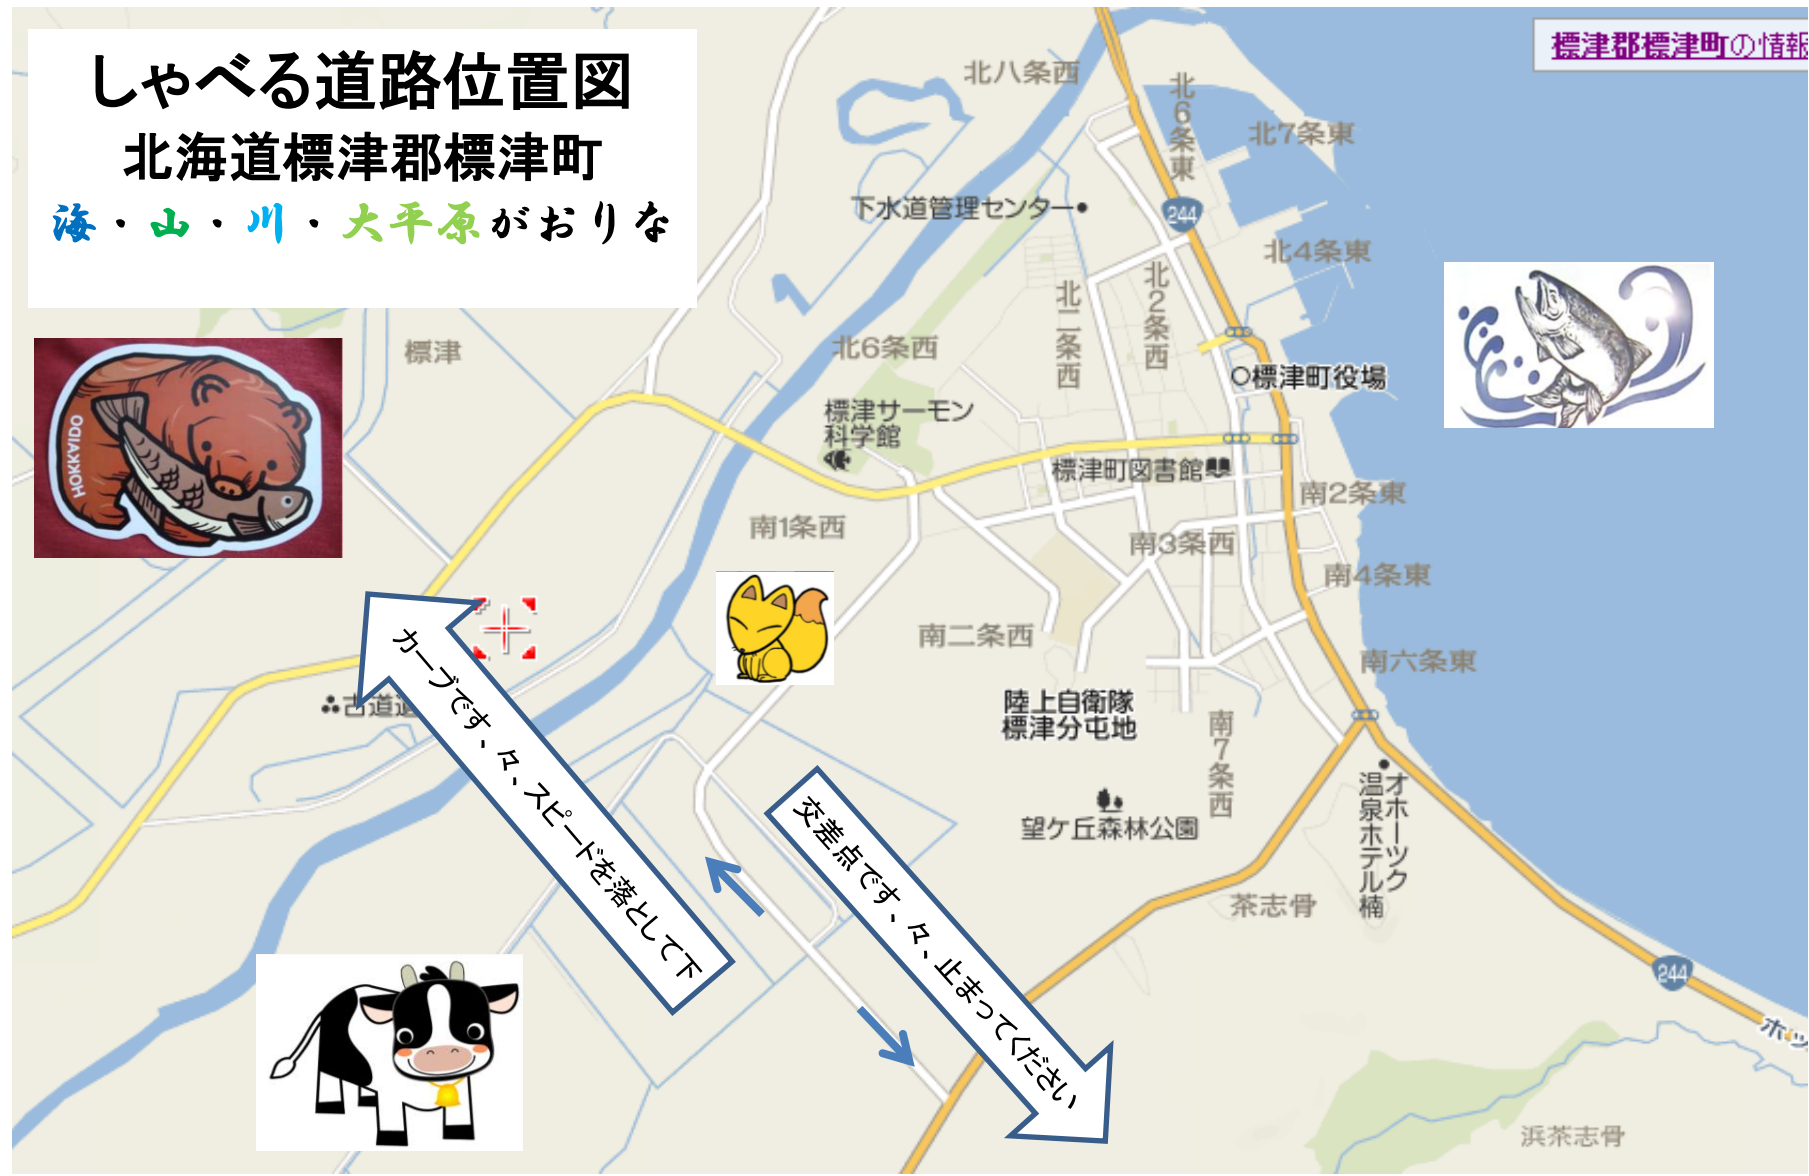 しゃべる道路位置図
北海道標津郡標津町
海・山・川・大平原がおりな
標津郡標津町の情報
北八条西
北6条東
北7条東
下水道管理センター
244
北4条東
北二条西
北2条西
標津
北6条西
標津町役場
HOKKAIDO
標津サーモン
科学館
標津町図書館
南2条東
南1条西
南3条西
南4条東
南二条西
南六条東
カーブです、々、スピードを落として下
古道遺
陸上自衛隊
標津分屯地
南7条西
オホーツク
温泉ホテル楠
交差点です、々、止まってください
望ケ丘森林公園
茶志骨
244
ホッ
浜茶志骨